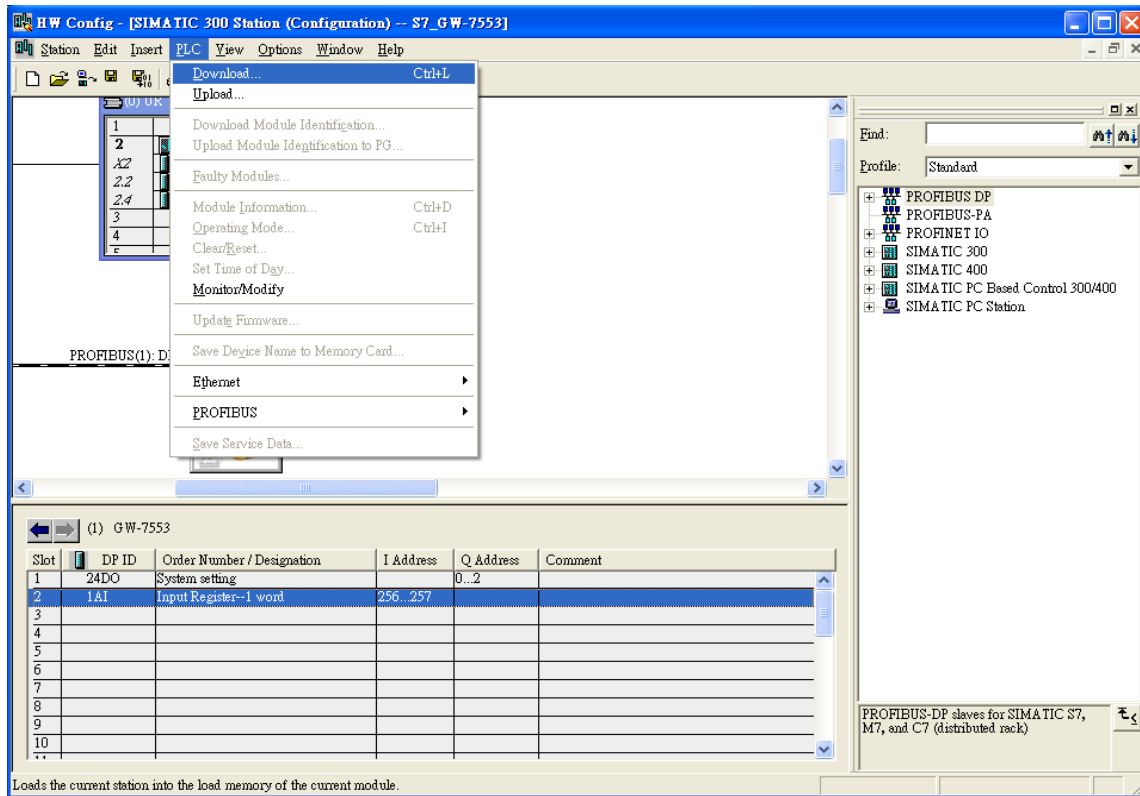 HW Config - [SIMATIC 300 Station (Configuration) -- S7_GW-7553]
Station Edit Insert PLC View Options Window Help
Download... Ctrl+L
Upload...
Download Module Identification...
Upload Module Identification to PG...
Faulty Modules...
Module Information... Ctrl+D
Operating Mode... Ctrl+I
Clear/Reset...
Set Time of Day...
Monitor/Modify
Update Firmware...
Save Device Name to Memory Card...
Ethernet
PROFIBUS
Save Service Data...
(0) UR
1
2
X2
2.2
2.4
3
4
PROFIBUS(1): D
Find:
Profile: Standard
PROFIBUS DP
PROFIBUS-PA
PROFINET IO
SIMATIC 300
SIMATIC 400
SIMATIC PC Based Control 300/400
SIMATIC PC Station
(1) GW-7553
Slot DP ID Order Number / Designation I Address Q Address Comment
1 24DO System setting 0...2
2 1AI Input Register--1 word 256...257
3
4
5
6
7
8
9
10
PROFIBUS-DP slaves for SIMATIC S7,
M7, and C7 (distributed rack)
Loads the current station into the load memory of the current module.